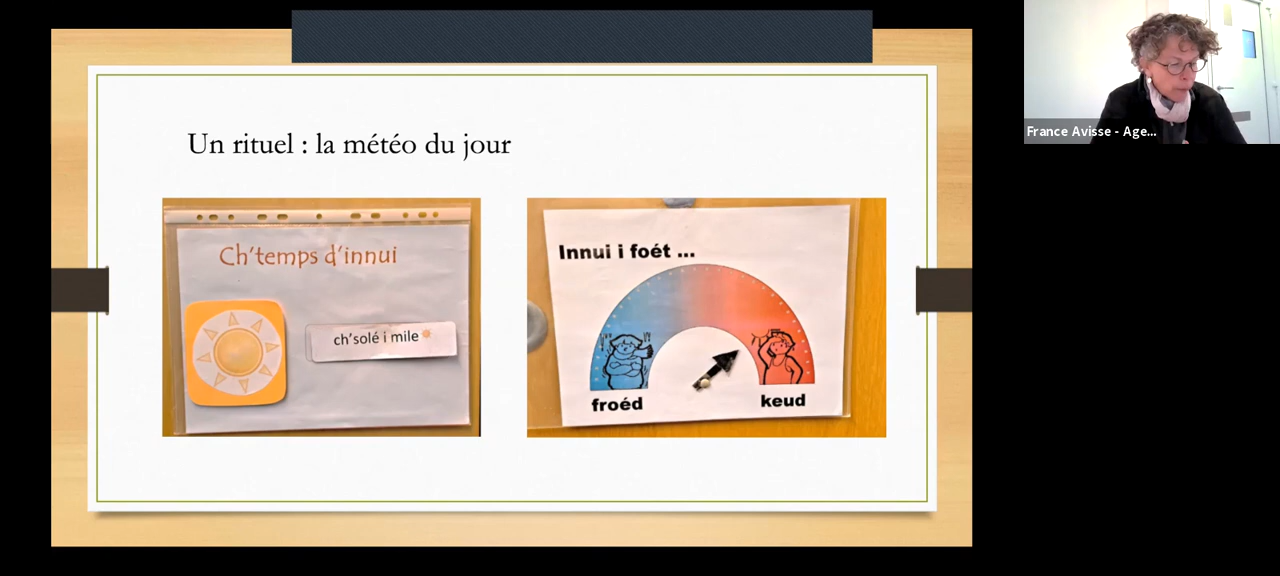 Un rituel : la météo du jour
Ch'temps d'innui
ch'solé i mile
Innui i foét ...
froéd
keud
France Avisse - Age...